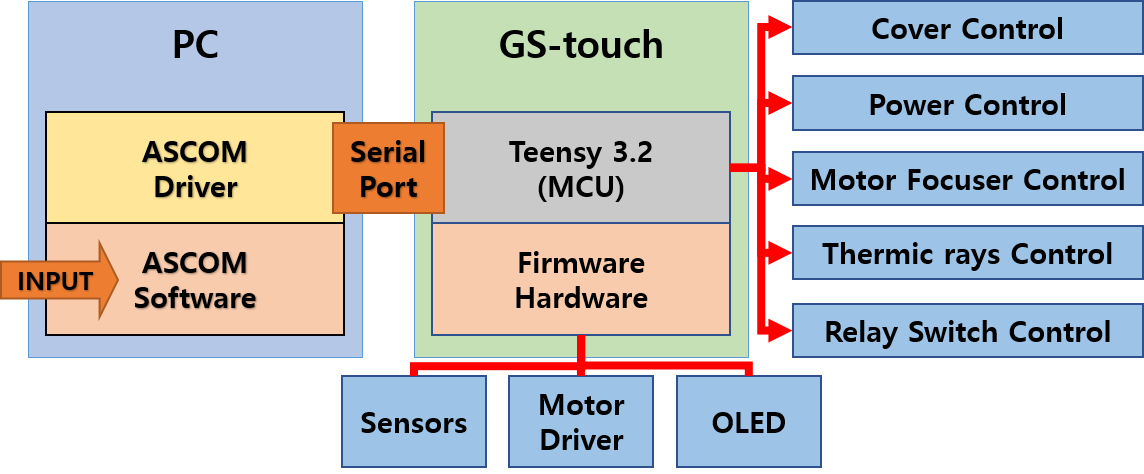 PC
GS-touch
ASCOM
Driver
Serial
Port
Teensy 3.2
(MCU)
INPUT
ASCOM
Software
Firmware
Hardware
Cover Control
Power Control
Motor Focuser Control
Thermic rays Control
Relay Switch Control
Sensors
Motor
Driver
OLED